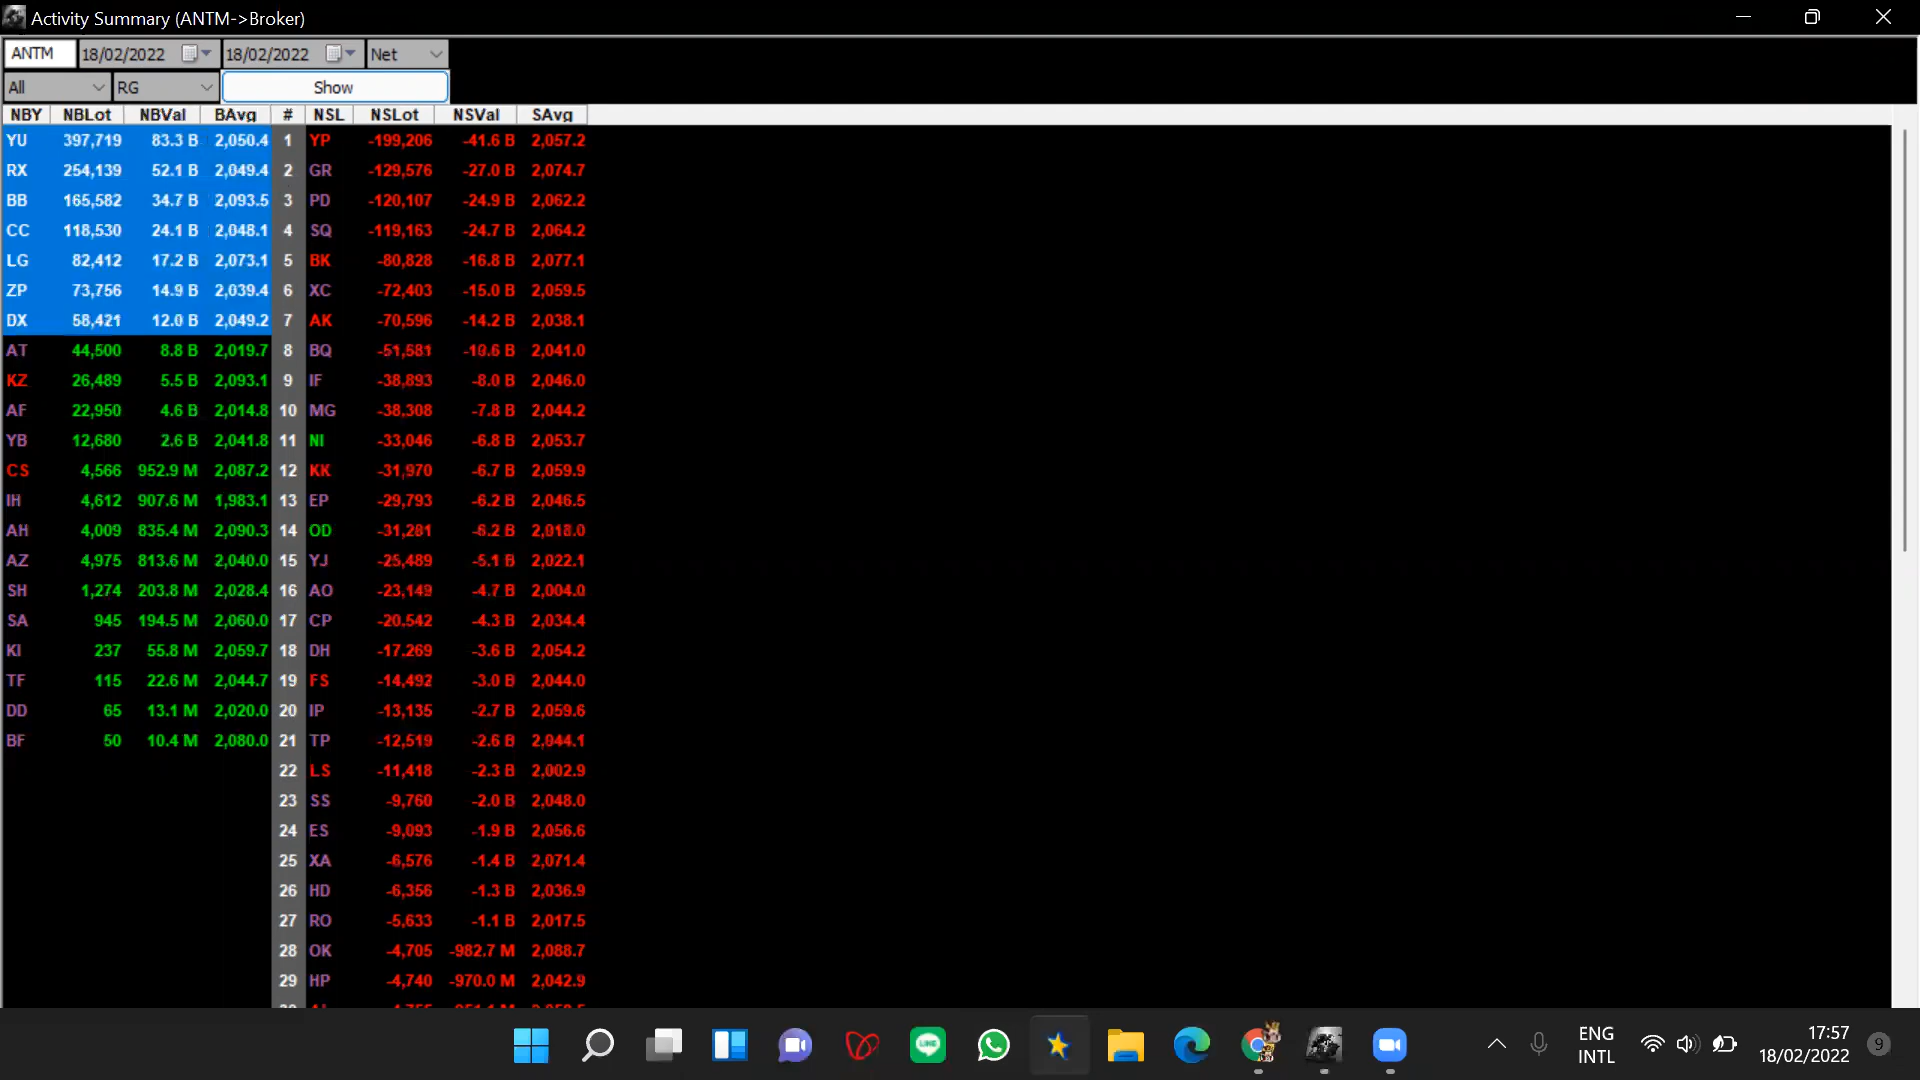 Activity Summary (ANTM->Broker)
ANTM 18/02/2022 18/02/2022 Net
All RG Show
NBY NBLot NBVal BAvg # NSL NSLot NSVal SAvg
YU 397,719 83.3 B 2,050.4 1 YP -199,206 -41.6 B 2,057.2
RX 254,139 52.1 B 2,049.4 2 GR -129,576 -27.0 B 2,074.7
BB 165,582 34.7 B 2,093.5 3 PD -120,107 -24.9 B 2,062.2
CC 118,530 24.1 B 2,048.1 4 SQ -119,163 -24.7 B 2,064.2
LG 82,412 17.2 B 2,073.1 5 BK -80,828 -16.8 B 2,077.1
ZP 73,756 14.9 B 2,039.4 6 XC -72,403 -15.0 B 2,059.5
DX 58,421 12.0 B 2,049.2 7 AK -70,596 -14.2 B 2,038.1
AT 44,500 8.8 B 2,019.7 8 BQ -51,581 -10.6 B 2,041.0
KZ 26,489 5.5 B 2,093.1 9 IF -38,893 -8.0 B 2,046.0
AF 22,950 4.6 B 2,014.8 10 MG -38,308 -7.8 B 2,044.2
YB 12,680 2.6 B 2,041.8 11 NI -33,046 -6.8 B 2,053.7
CS 4,566 952.9 M 2,087.2 12 KK -31,970 -6.7 B 2,059.9
IH 4,612 907.6 M 1,983.1 13 EP -29,793 -6.2 B 2,046.5
AH 4,009 835.4 M 2,090.3 14 OD -31,281 -6.2 B 2,018.0
AZ 4,975 813.6 M 2,040.0 15 YJ -25,489 -5.1 B 2,022.1
SH 1,274 203.8 M 2,028.4 16 AO -23,149 -4.7 B 2,004.0
SA 945 194.5 M 2,060.0 17 CP -20,542 -4.3 B 2,034.4
KI 237 55.8 M 2,059.7 18 DH -17,269 -3.6 B 2,054.2
TF 115 22.6 M 2,044.7 19 FS -14,492 -3.0 B 2,044.0
DD 65 13.1 M 2,020.0 20 IP -13,135 -2.7 B 2,059.6
BF 50 10.4 M 2,080.0 21 TP -12,519 -2.6 B 2,044.1
22 LS -11,418 -2.3 B 2,002.9
23 SS -9,760 -2.0 B 2,048.0
24 ES -9,093 -1.9 B 2,056.6
25 XA -6,576 -1.4 B 2,071.4
26 HD -6,356 -1.3 B 2,036.9
27 RO -5,633 -1.1 B 2,017.5
28 OK -4,705 -982.7 M 2,088.7
29 HP -4,740 -970.0 M 2,042.9
LINE
ENG
INTL
17:57
18/02/2022
9